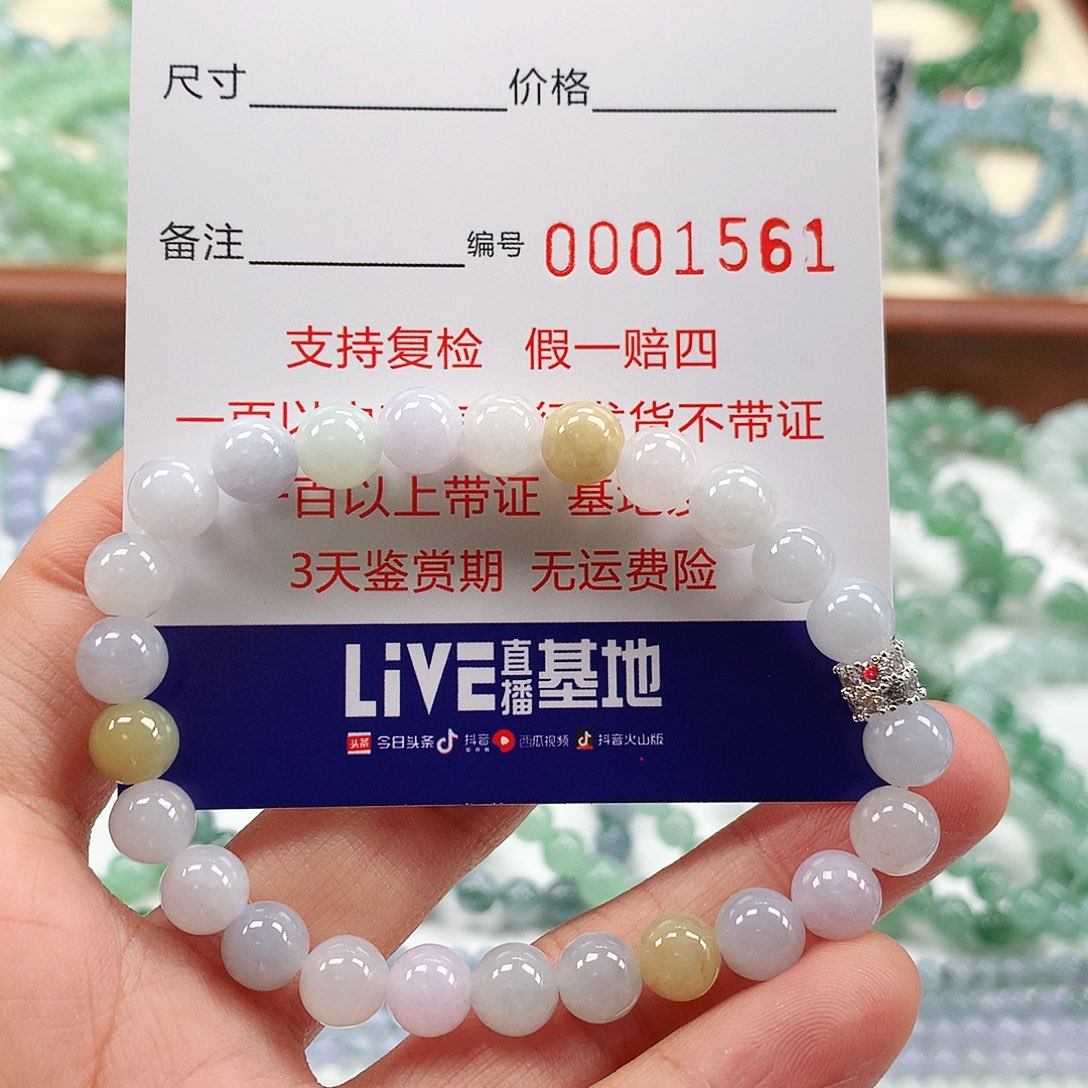 尺寸 价格
备注 编号 0001561
支持复检 假一赔四
一百以 发货不带证
百以上带证 基地
3天鉴赏期 无运费险
LiVE直播基地
头条 今日头条 抖音 西瓜视频 抖音火山版